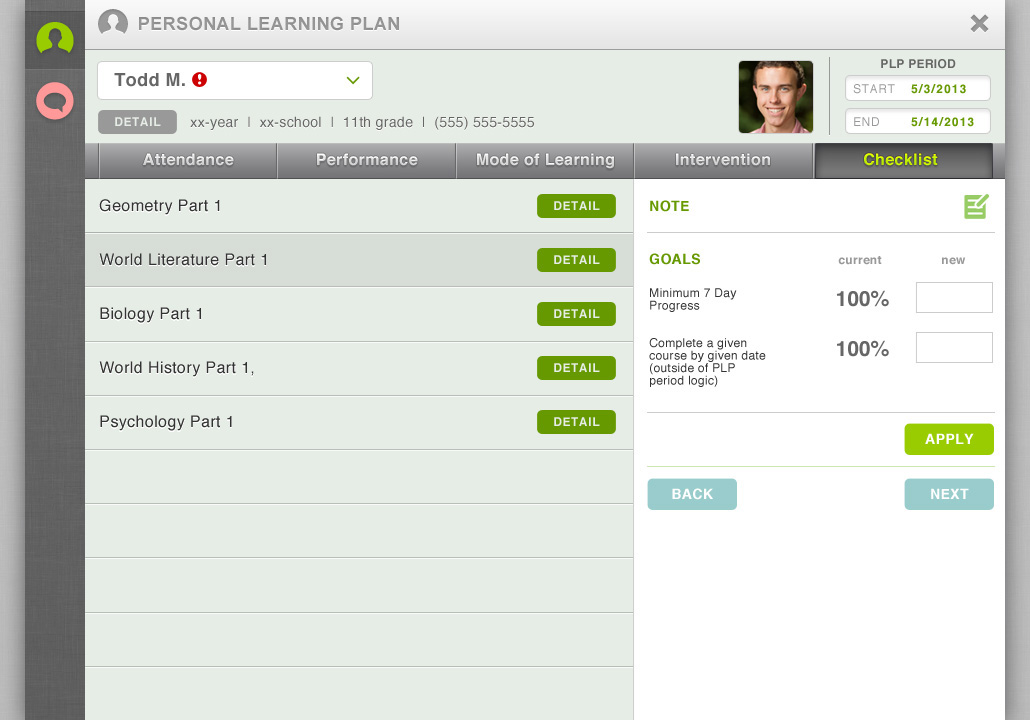 PERSONAL LEARNING PLAN
Todd M.
PLP PERIOD
START 5/3/2013
END 5/14/2013
DETAIL xx-year | xx-school | 11th grade | (555) 555-5555
Attendance Performance Mode of Learning Intervention Checklist
Geometry Part 1 DETAIL
World Literature Part 1 DETAIL
Biology Part 1 DETAIL
World History Part 1, DETAIL
Psychology Part 1 DETAIL
NOTE
GOALS current new
Minimum 7 Day
Progress
100%
Complete a given
course by given date
(outside of PLP
period logic)
100%
APPLY
BACK NEXT